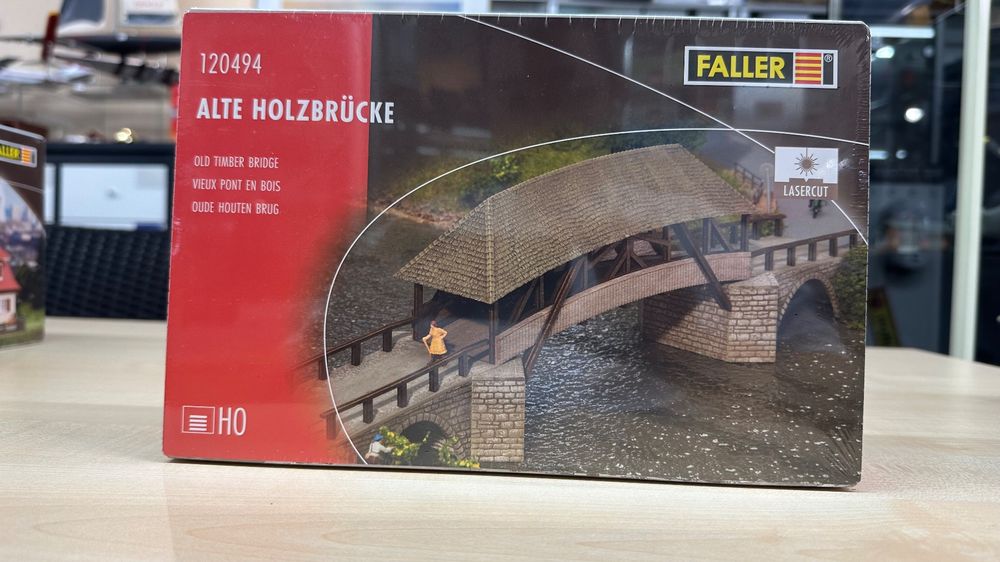 120494
ALTE HOLZBRÜCKE
OLD TIMBER BRIDGE
VIEUX PONT EN BOIS
OUDE HOUTEN BRUG
H0
FALLER
LASERCUT